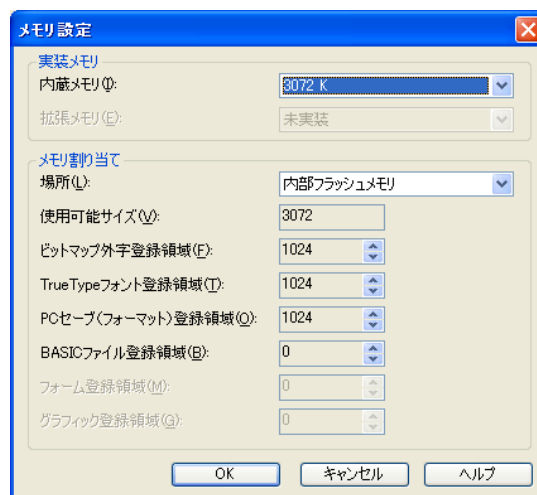 メモリ設定
実装メモリ
内蔵メモリ(I):
3072 K
拡張メモリ(E):
未実装
メモリ割り当て
場所(L):
内部フラッシュメモリ
使用可能サイズ(V):
3072
ビットマップ外字登録領域(F):
1024
TrueTypeフォント登録領域(T):
1024
PCセーブ(フォーマット)登録領域(O):
1024
BASICファイル登録領域(B):
0
フォーム登録領域(M):
0
グラフィック登録領域(G):
0
OK
キャンセル
ヘルプ